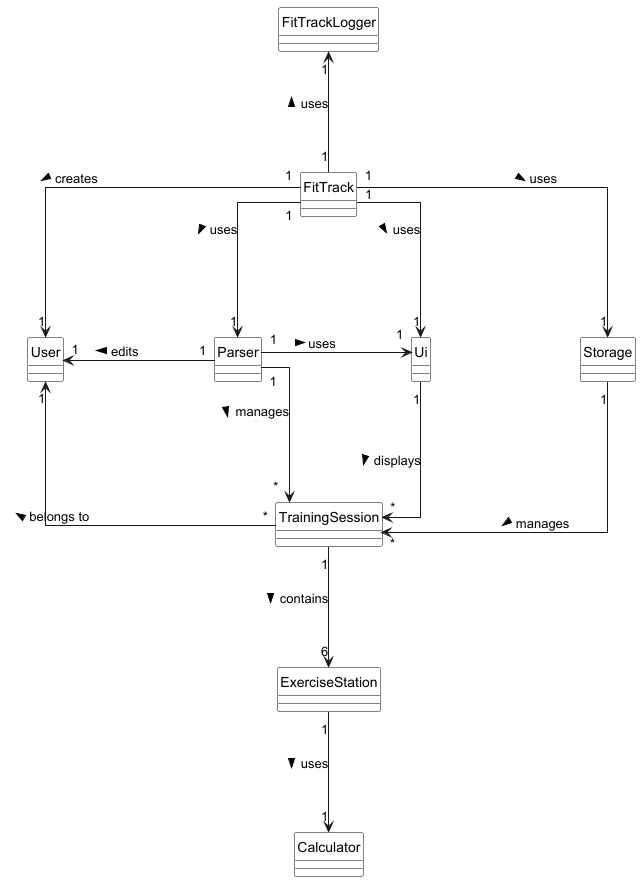 FitTrackLogger
1
uses
1
1
FitTrack
1
creates
uses
1
1
uses
uses
1
1
1
1
User
1
edits
1
Parser
1
uses
1
Ui
Storage
1
1
1
1
manages
displays
*
*
belongs to
*
TrainingSession
manages
*
1
contains
6
ExerciseStation
1
uses
1
Calculator